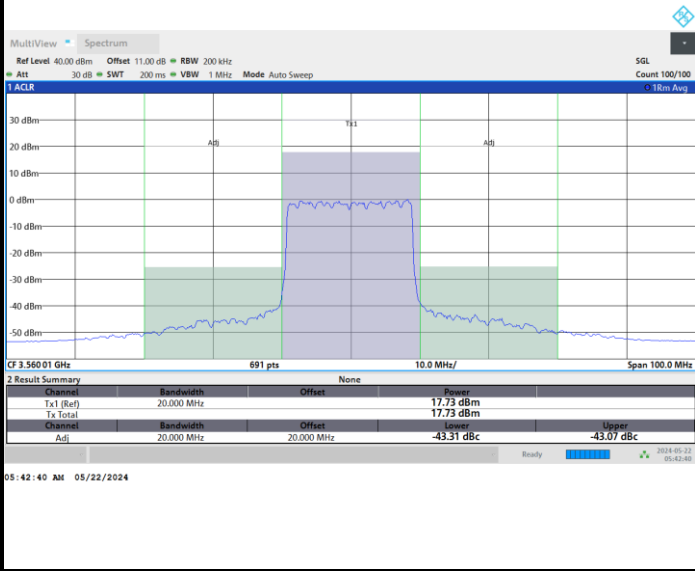 MultiView Spectrum
Ref Level 40.00 dBm Offset 11.00 dB RBW 200 kHz SGL
Att 30 dB SWT 200 ms VBW 1 MHz Mode Auto Sweep Count 100/100
1 ACLR 1Rm Avg
30 dBm
Tx1
20 dBm
Adj Adj
10 dBm
0 dBm
-10 dBm
-20 dBm
-30 dBm
-40 dBm
-50 dBm
CF 3.56001 GHz 691 pts 10.0 MHz/ Span 100.0 MHz
2 Result Summary None
Channel Bandwidth Offset Power
Tx1 (Ref) 20.000 MHz 17.73 dBm
Tx Total 17.73 dBm
Channel Bandwidth Offset Lower Upper
Adj 20.000 MHz 20.000 MHz -43.31 dBc -43.07 dBc
Ready 2024-05-22
05:42:40
05:42:40 AM 05/22/2024